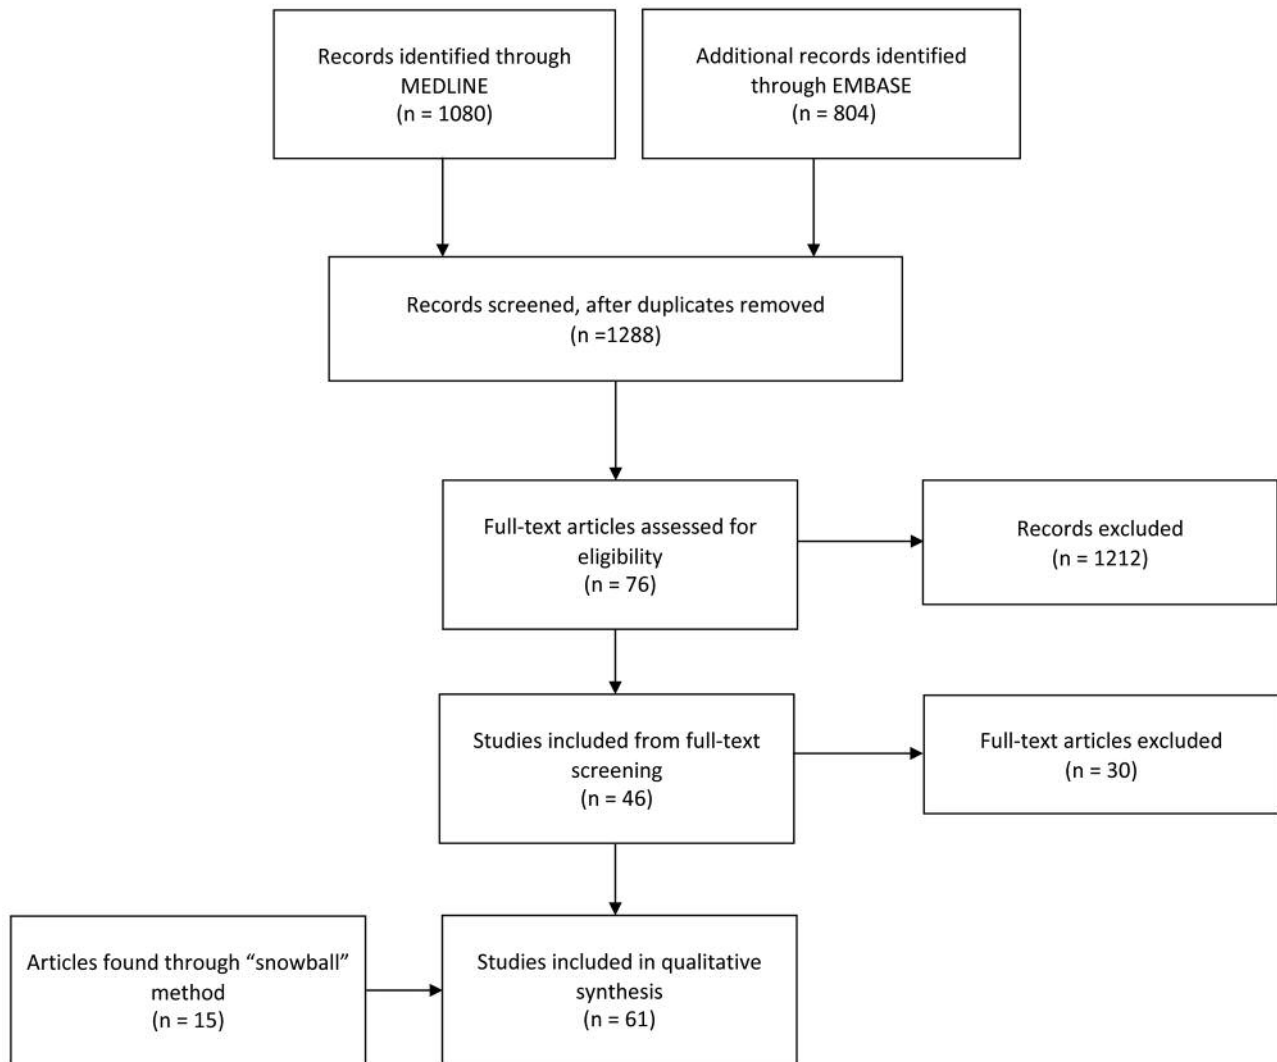 Records identified through
MEDLINE
(n = 1080)
Additional records identified
through EMBASE
(n = 804)
Records screened, after duplicates removed
(n =1288)
Full-text articles assessed for
eligibility
(n = 76)
Records excluded
(n = 1212)
Studies included from full-text
screening
(n = 46)
Full-text articles excluded
(n = 30)
Articles found through “snowball”
method
(n = 15)
Studies included in qualitative
synthesis
(n = 61)